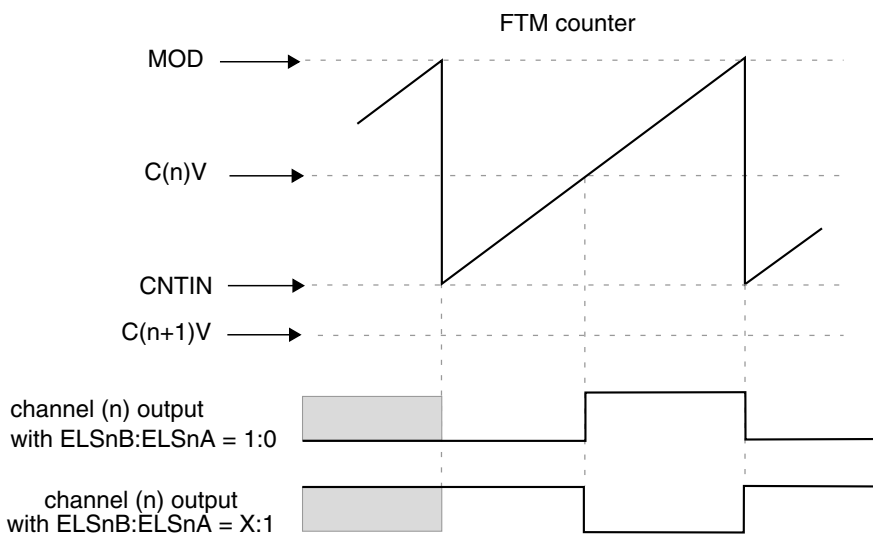 FTM counter
MOD
C(n)V
CNTIN
C(n+1)V
channel (n) output
with ELSnB:ELSnA = 1:0
channel (n) output
with ELSnB:ELSnA = X:1